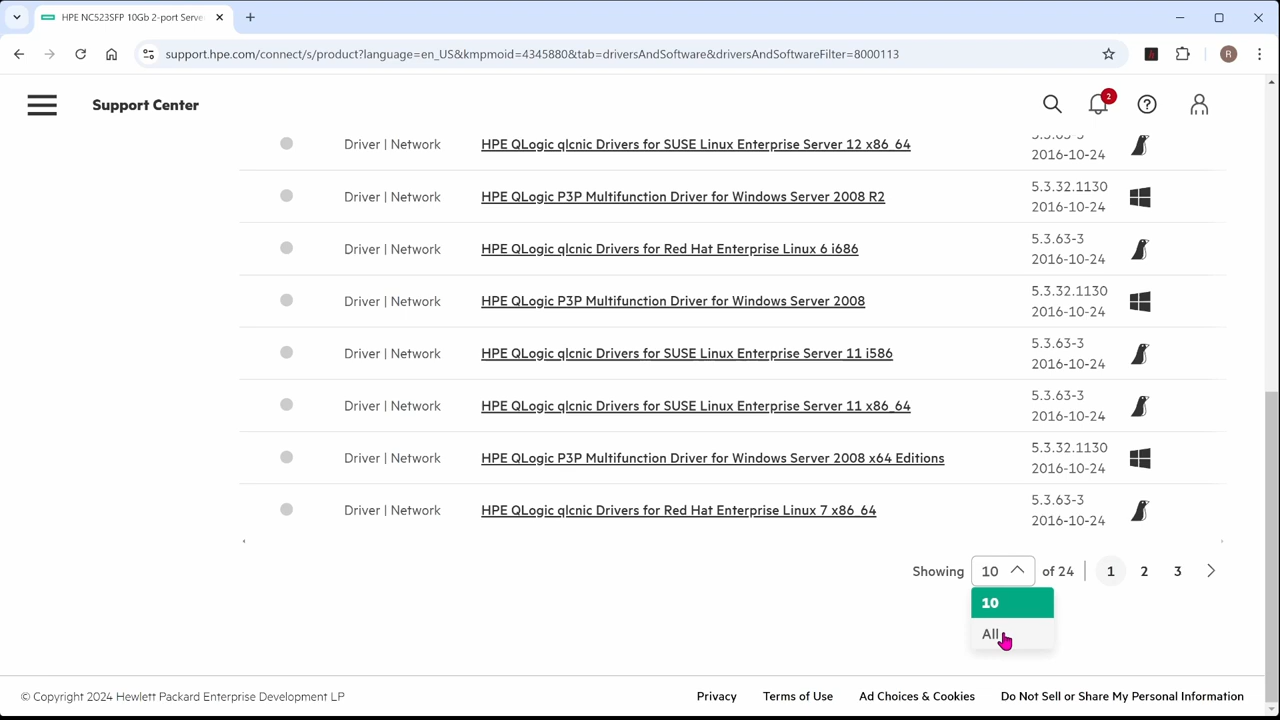 HPE NC523SFP 10Gb 2-port Serve
support.hpe.com/connect/s/product?language=en_US&kmpmoid=4345880&tab=driversAndSoftware&driversAndSoftwareFilter=8000113
R
Support Center
2
Driver | Network HPE QLogic qlcnic Drivers for SUSE Linux Enterprise Server 12 x86_64 5.3.63-3
2016-10-24
Driver | Network HPE QLogic P3P Multifunction Driver for Windows Server 2008 R2 5.3.32.1130
2016-10-24
Driver | Network HPE QLogic qlcnic Drivers for Red Hat Enterprise Linux 6 i686 5.3.63-3
2016-10-24
Driver | Network HPE QLogic P3P Multifunction Driver for Windows Server 2008 5.3.32.1130
2016-10-24
Driver | Network HPE QLogic qlcnic Drivers for SUSE Linux Enterprise Server 11 i586 5.3.63-3
2016-10-24
Driver | Network HPE QLogic qlcnic Drivers for SUSE Linux Enterprise Server 11 x86_64 5.3.63-3
2016-10-24
Driver | Network HPE QLogic P3P Multifunction Driver for Windows Server 2008 x64 Editions 5.3.32.1130
2016-10-24
Driver | Network HPE QLogic qlcnic Drivers for Red Hat Enterprise Linux 7 x86_64 5.3.63-3
2016-10-24
Showing 10 of 24 | 1 2 3
10
All
© Copyright 2024 Hewlett Packard Enterprise Development LP Privacy Terms of Use Ad Choices & Cookies Do Not Sell or Share My Personal Information